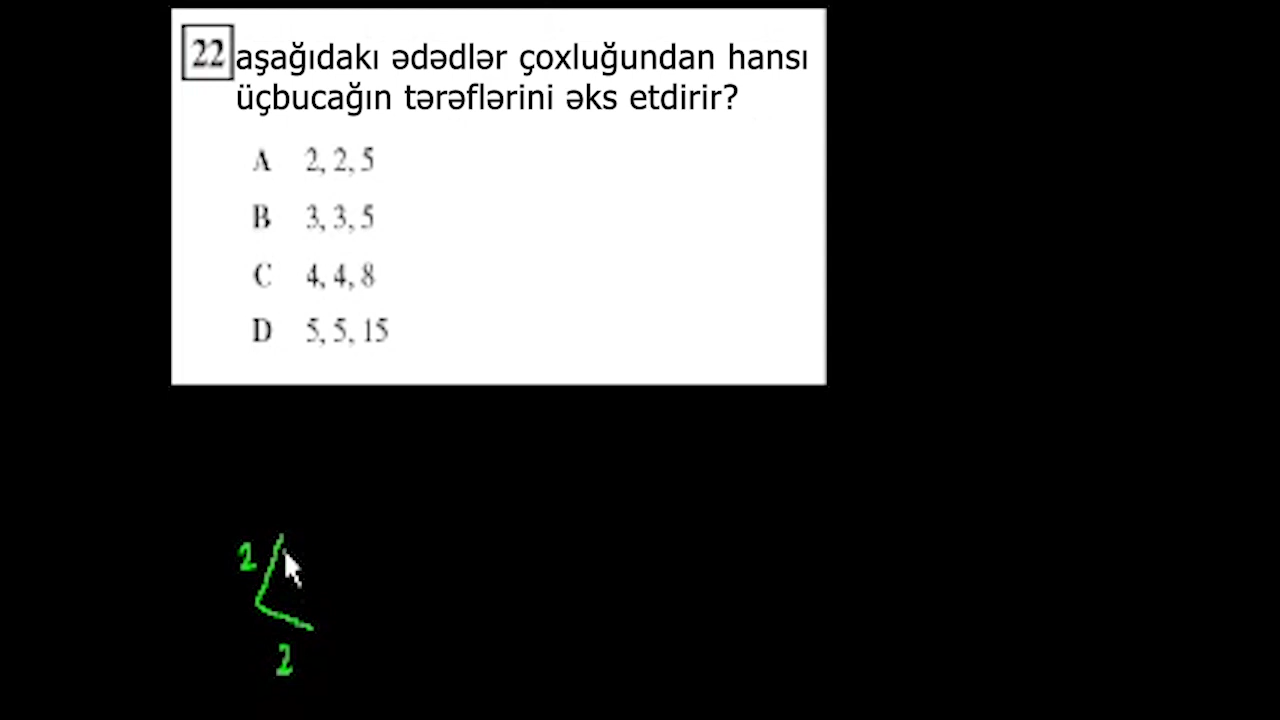 22 aşağıdakı ədədlər çoxluğundan hansı
üçbucağın tərəflərini əks etdirir?
A 2, 2, 5
B 3, 3, 5
C 4, 4, 8
D 5, 5, 15
2
2